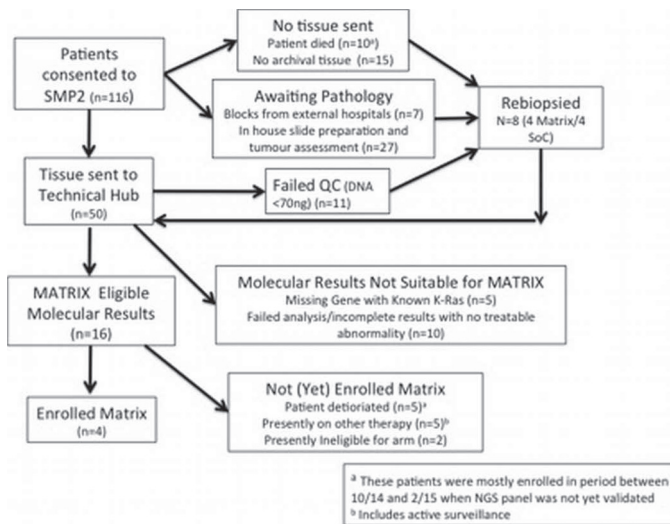 No tissue sent
Patient died (n=10ᵃ)
No archival tissue (n=15)
Patients
consented to
SMP2 (n=116)
Awaiting Pathology
Blocks from external hospitals (n=7)
In house slide preparation and
tumour assessment (n=27)
Rebiopsied
N=8 (4 Matrix/4
SoC)
Tissue sent to
Technical Hub
(n=50)
Failed QC (DNA
<70ng) (n=11)
Molecular Results Not Suitable for MATRIX
Missing Gene with Known K-Ras (n=5)
Failed analysis/incomplete results with no treatable
abnormality (n=10)
MATRIX Eligible
Molecular Results
(n=16)
Not (Yet) Enrolled Matrix
Patient detiorated (n=5)ᵃ
Presently on other therapy (n=5)ᵇ
Presently Ineligible for arm (n=2)
Enrolled Matrix
(n=4)
ᵃ These patients were mostly enrolled in period between
10/14 and 2/15 when NGS panel was not yet validated
ᵇ Includes active surveillance